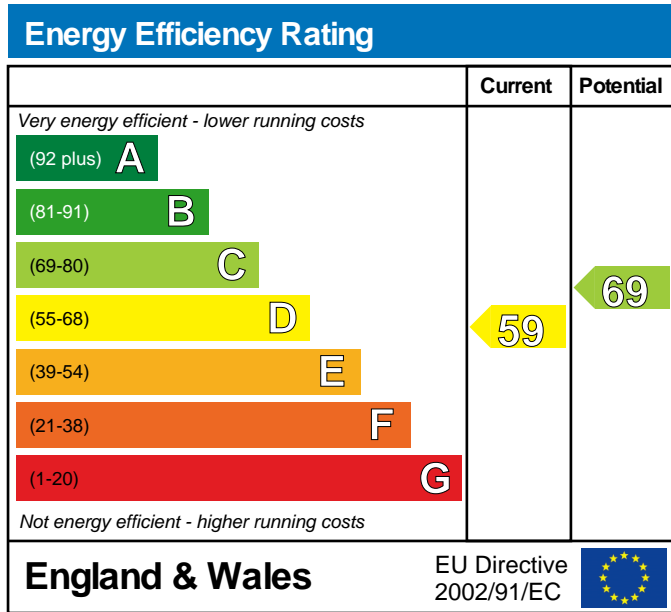 Energy Efficiency Rating
Current Potential
Very energy efficient - lower running costs
(92 plus) A
(81-91) B
(69-80) C
(55-68) D
(39-54) E
(21-38) F
(1-20) G
59
69
Not energy efficient - higher running costs
England & Wales
EU Directive
2002/91/EC